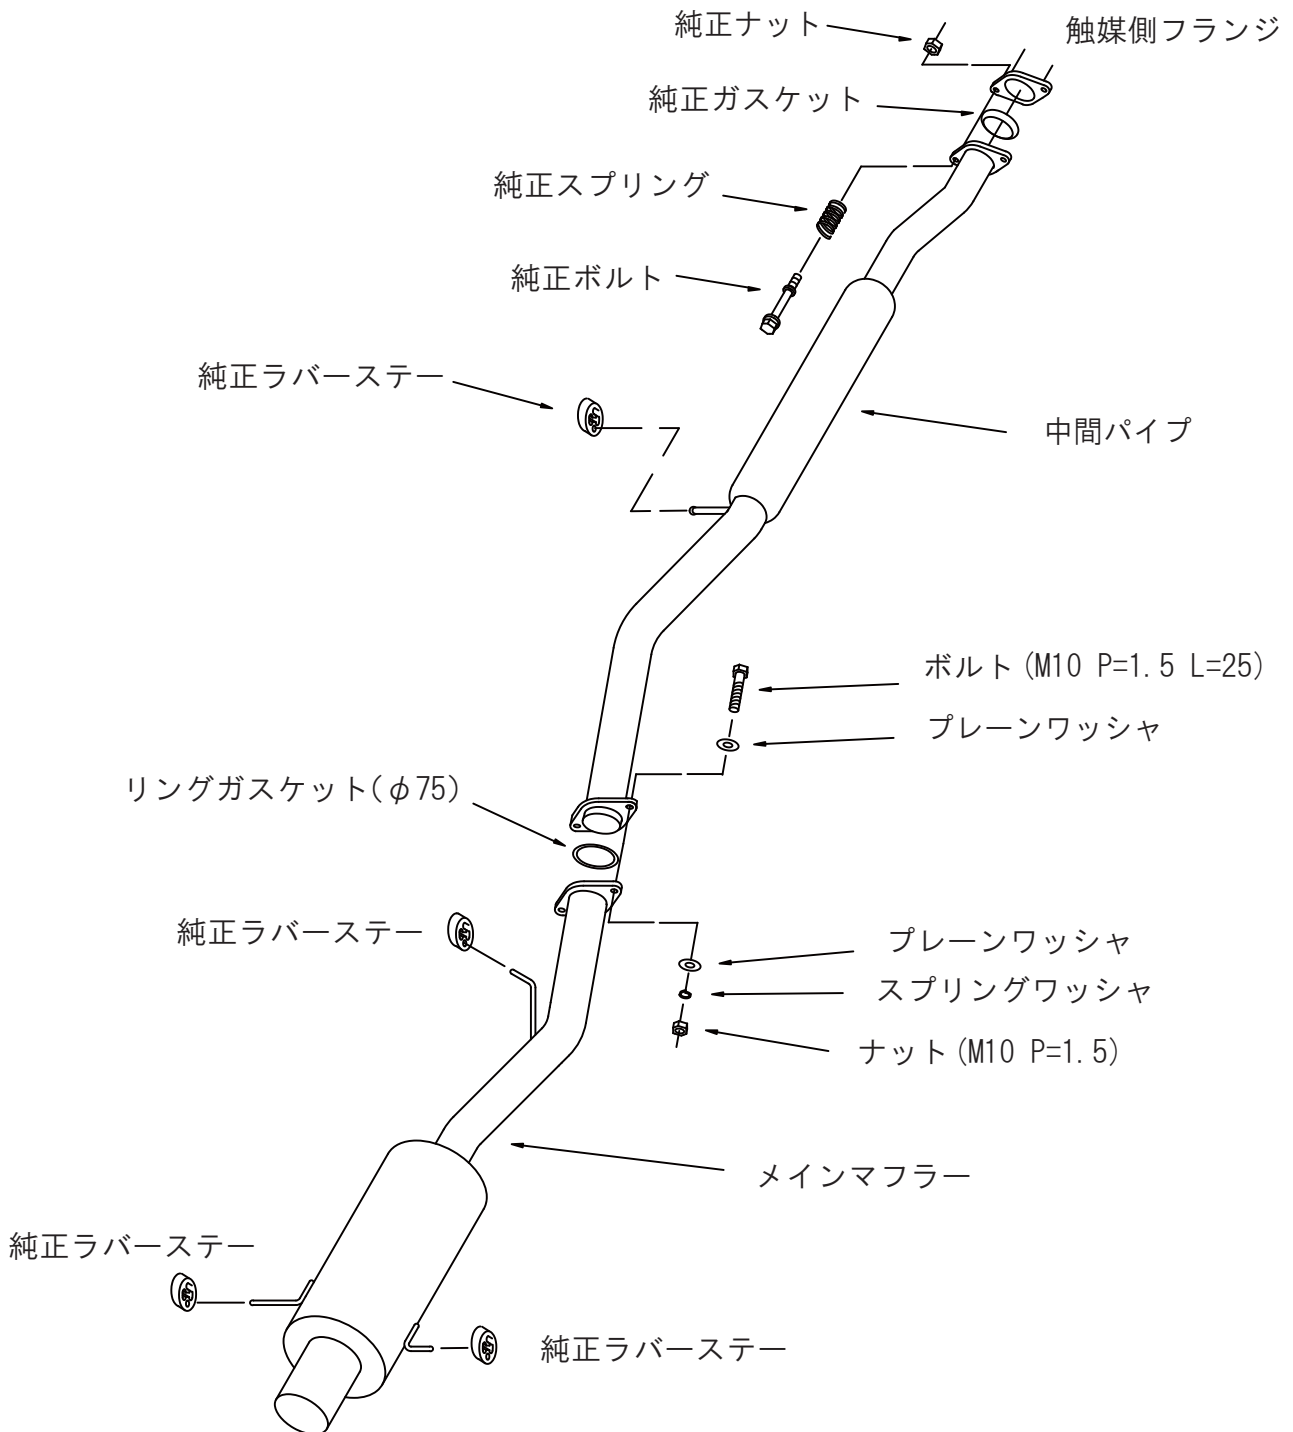 純正ナット
触媒側フランジ
純正ガスケット
純正スプリング
純正ボルト
純正ラバーステー
中間パイプ
ボルト(M10 P=1.5 L=25)
プレーンワッシャ
リングガスケット(φ75)
純正ラバーステー
プレーンワッシャ
スプリングワッシャ
ナット(M10 P=1.5)
メインマフラー
純正ラバーステー
純正ラバーステー